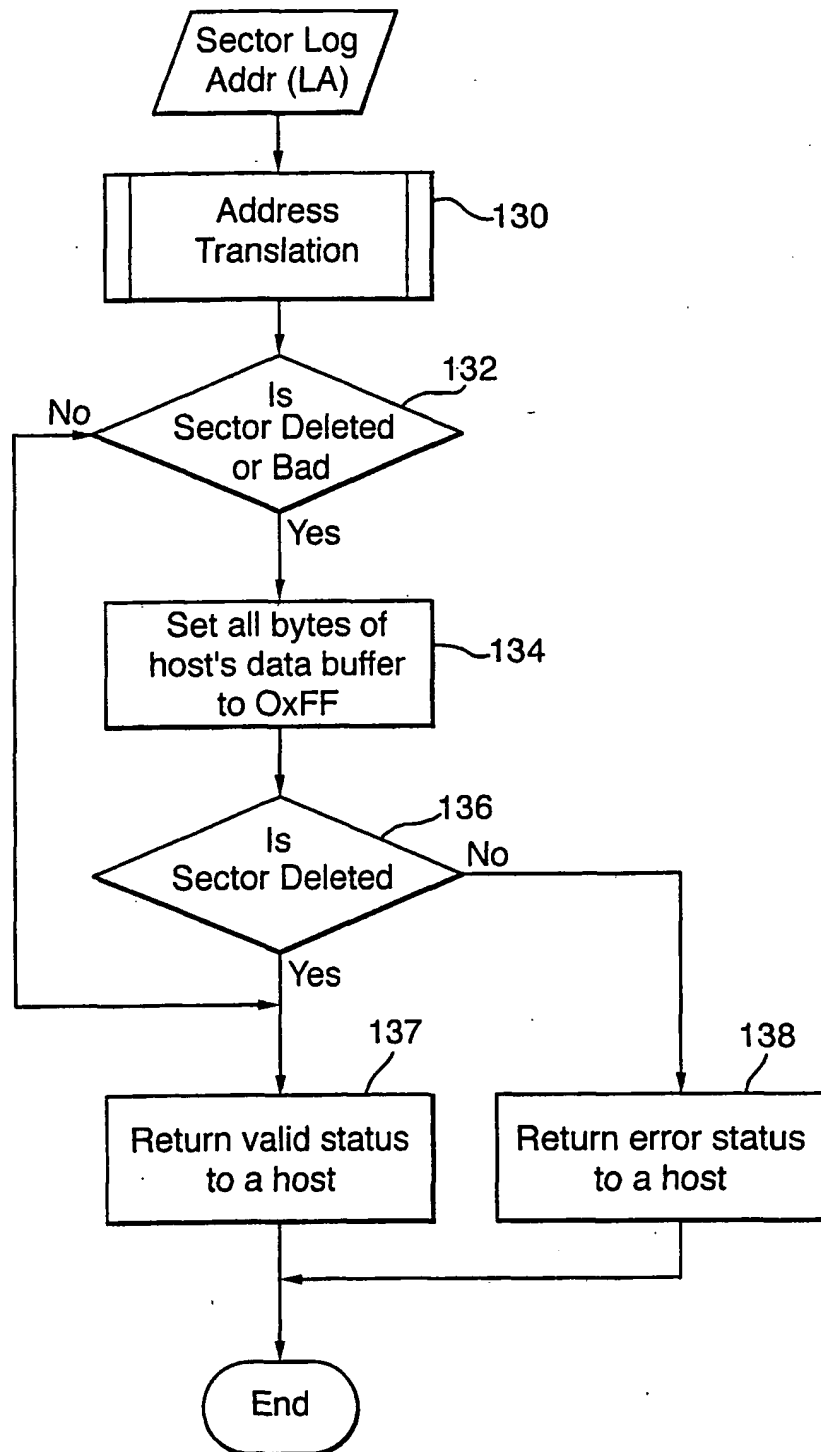 Sector Log
Addr (LA)
Address
Translation
130
132
Is
Sector Deleted
or Bad
No
Yes
Set all bytes of
host's data buffer
to OxFF
134
136
Is
Sector Deleted
No
Yes
137
138
Return valid status
to a host
Return error status
to a host
End